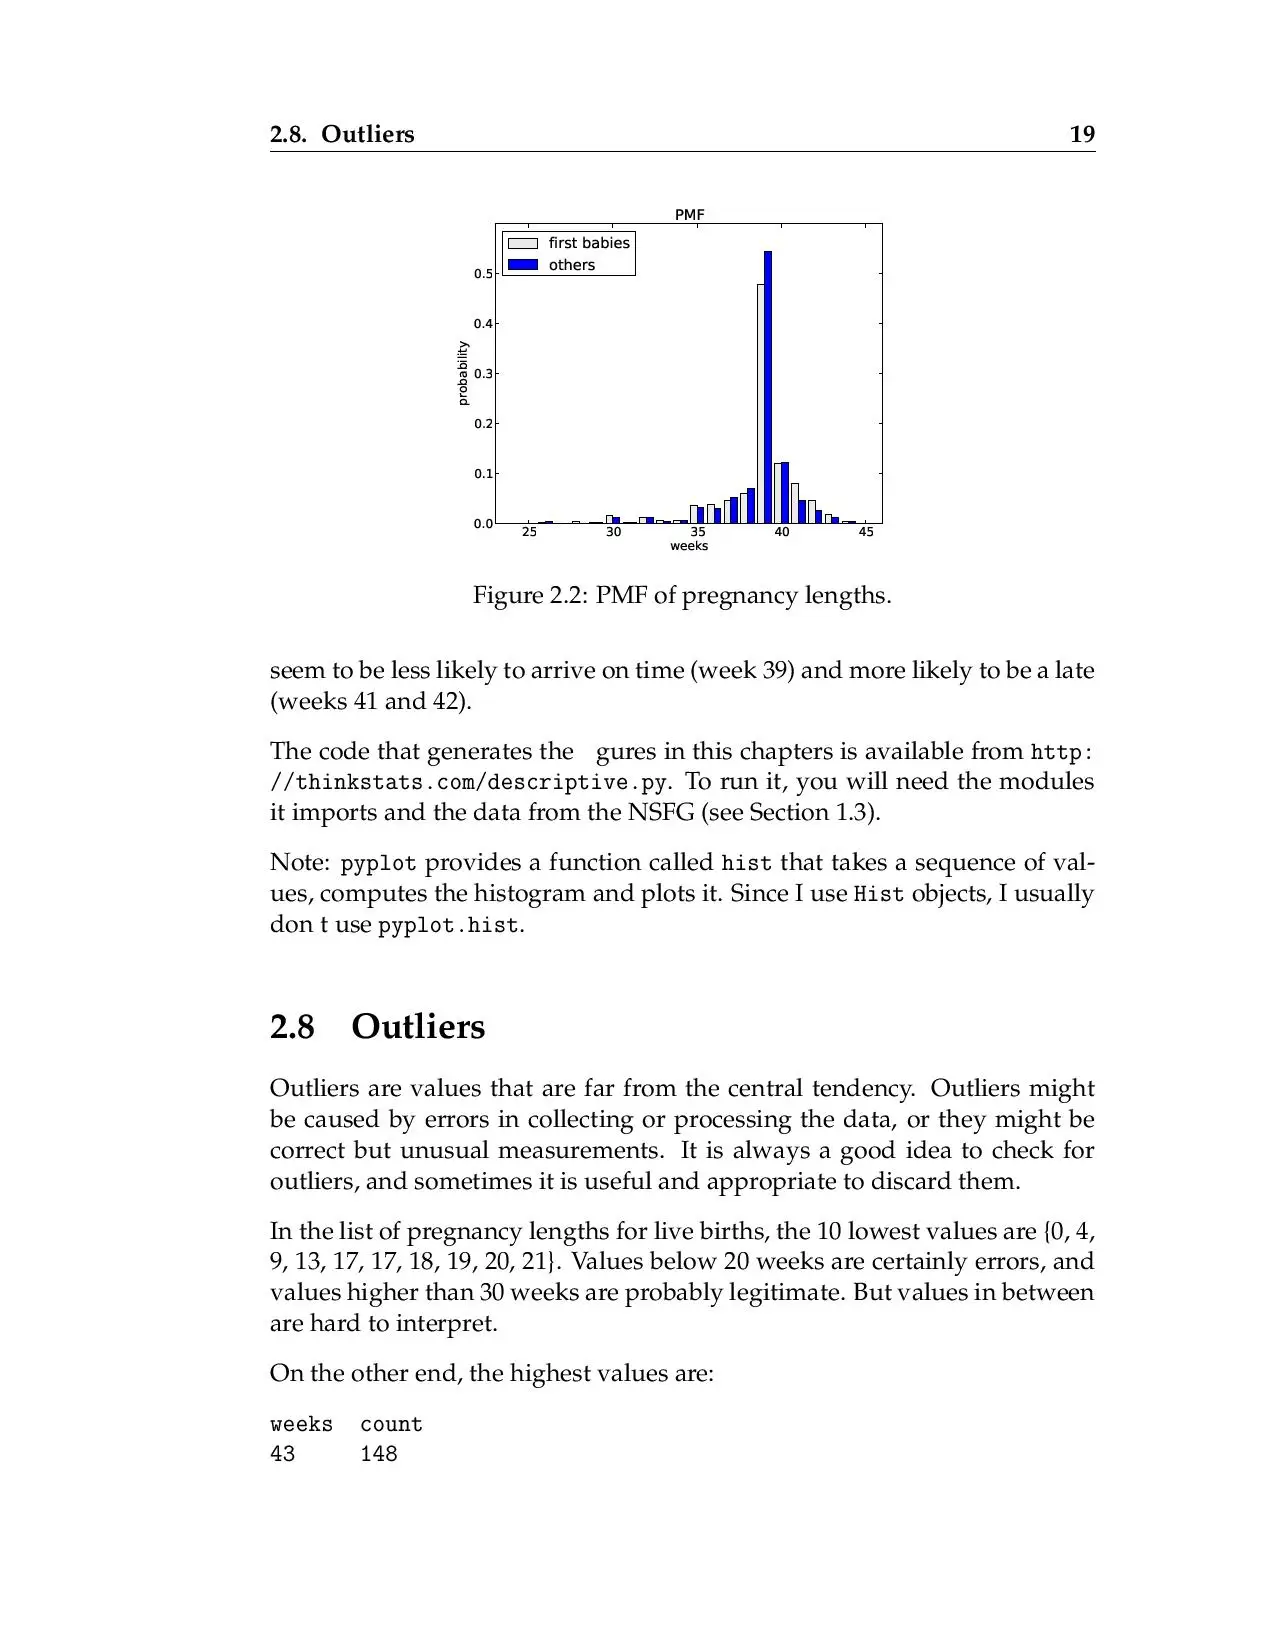 2.8. Outliers 19
PMF
first babies
others
0.5
0.4
0.3
0.2
0.1
0.0
probability
25 30 35 40 45
weeks
Figure 2.2: PMF of pregnancy lengths.
seem to be less likely to arrive on time (week 39) and more likely to be a late
(weeks 41 and 42).
The code that generates the gures in this chapters is available from http:
//thinkstats.com/descriptive.py. To run it, you will need the modules
it imports and the data from the NSFG (see Section 1.3).
Note: pyplot provides a function called hist that takes a sequence of val-
ues, computes the histogram and plots it. Since I use Hist objects, I usually
don t use pyplot.hist.
2.8 Outliers
Outliers are values that are far from the central tendency. Outliers might
be caused by errors in collecting or processing the data, or they might be
correct but unusual measurements. It is always a good idea to check for
outliers, and sometimes it is useful and appropriate to discard them.
In the list of pregnancy lengths for live births, the 10 lowest values are {0, 4,
9, 13, 17, 17, 18, 19, 20, 21}. Values below 20 weeks are certainly errors, and
values higher than 30 weeks are probably legitimate. But values in between
are hard to interpret.
On the other end, the highest values are:
weeks count
43 148